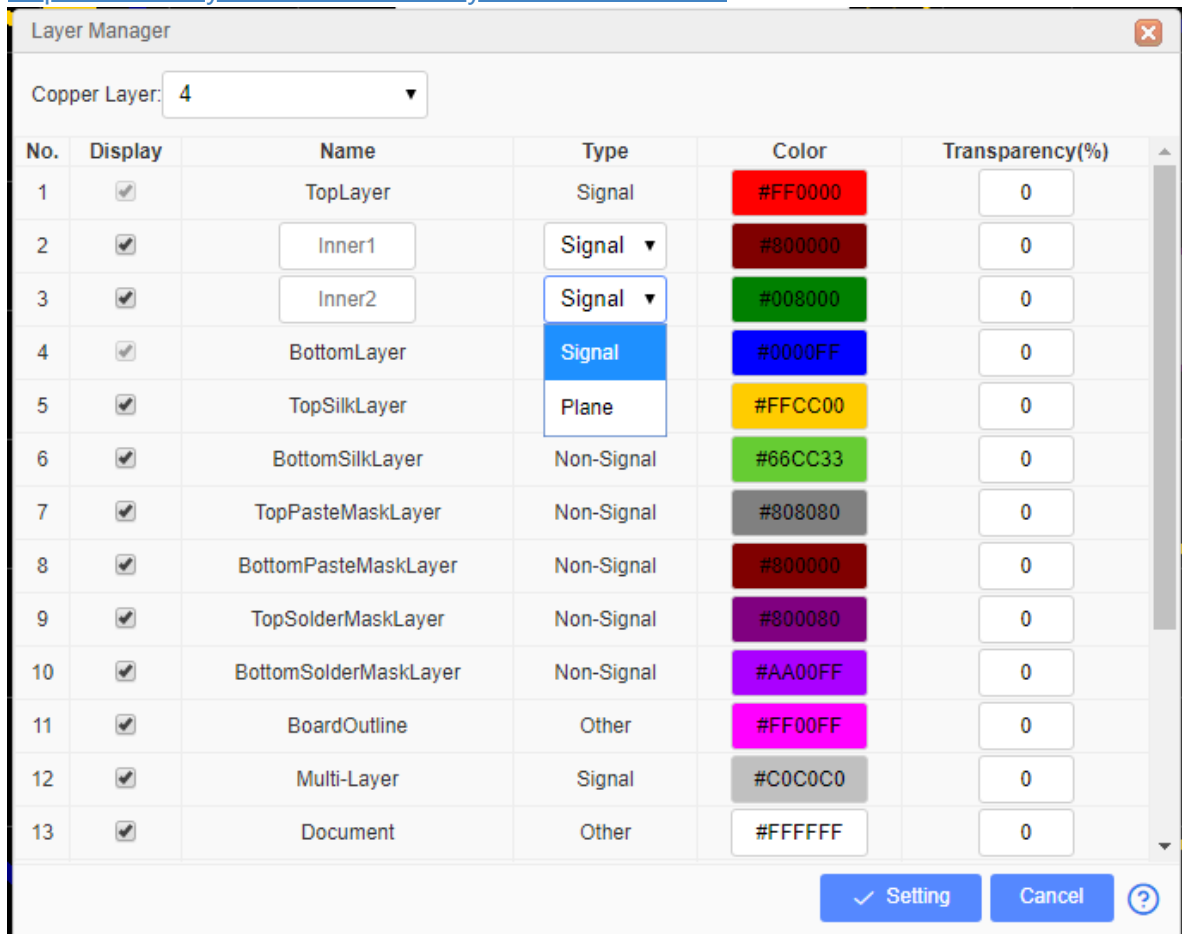 Layer Manager
Copper Layer: 4
No. Display Name Type Color Transparency(%)
1 TopLayer Signal #FF0000 0
2 Inner1 Signal #800000 0
3 Inner2 Signal #008000 0
4 BottomLayer Signal #0000FF 0
5 TopSilkLayer Plane #FFCC00 0
6 BottomSilkLayer Non-Signal #66CC33 0
7 TopPasteMaskLayer Non-Signal #808080 0
8 BottomPasteMaskLayer Non-Signal #800000 0
9 TopSolderMaskLayer Non-Signal #800080 0
10 BottomSolderMaskLayer Non-Signal #AA00FF 0
11 BoardOutline Other #FF00FF 0
12 Multi-Layer Signal #C0C0C0 0
13 Document Other #FFFFFF 0
Setting Cancel ?